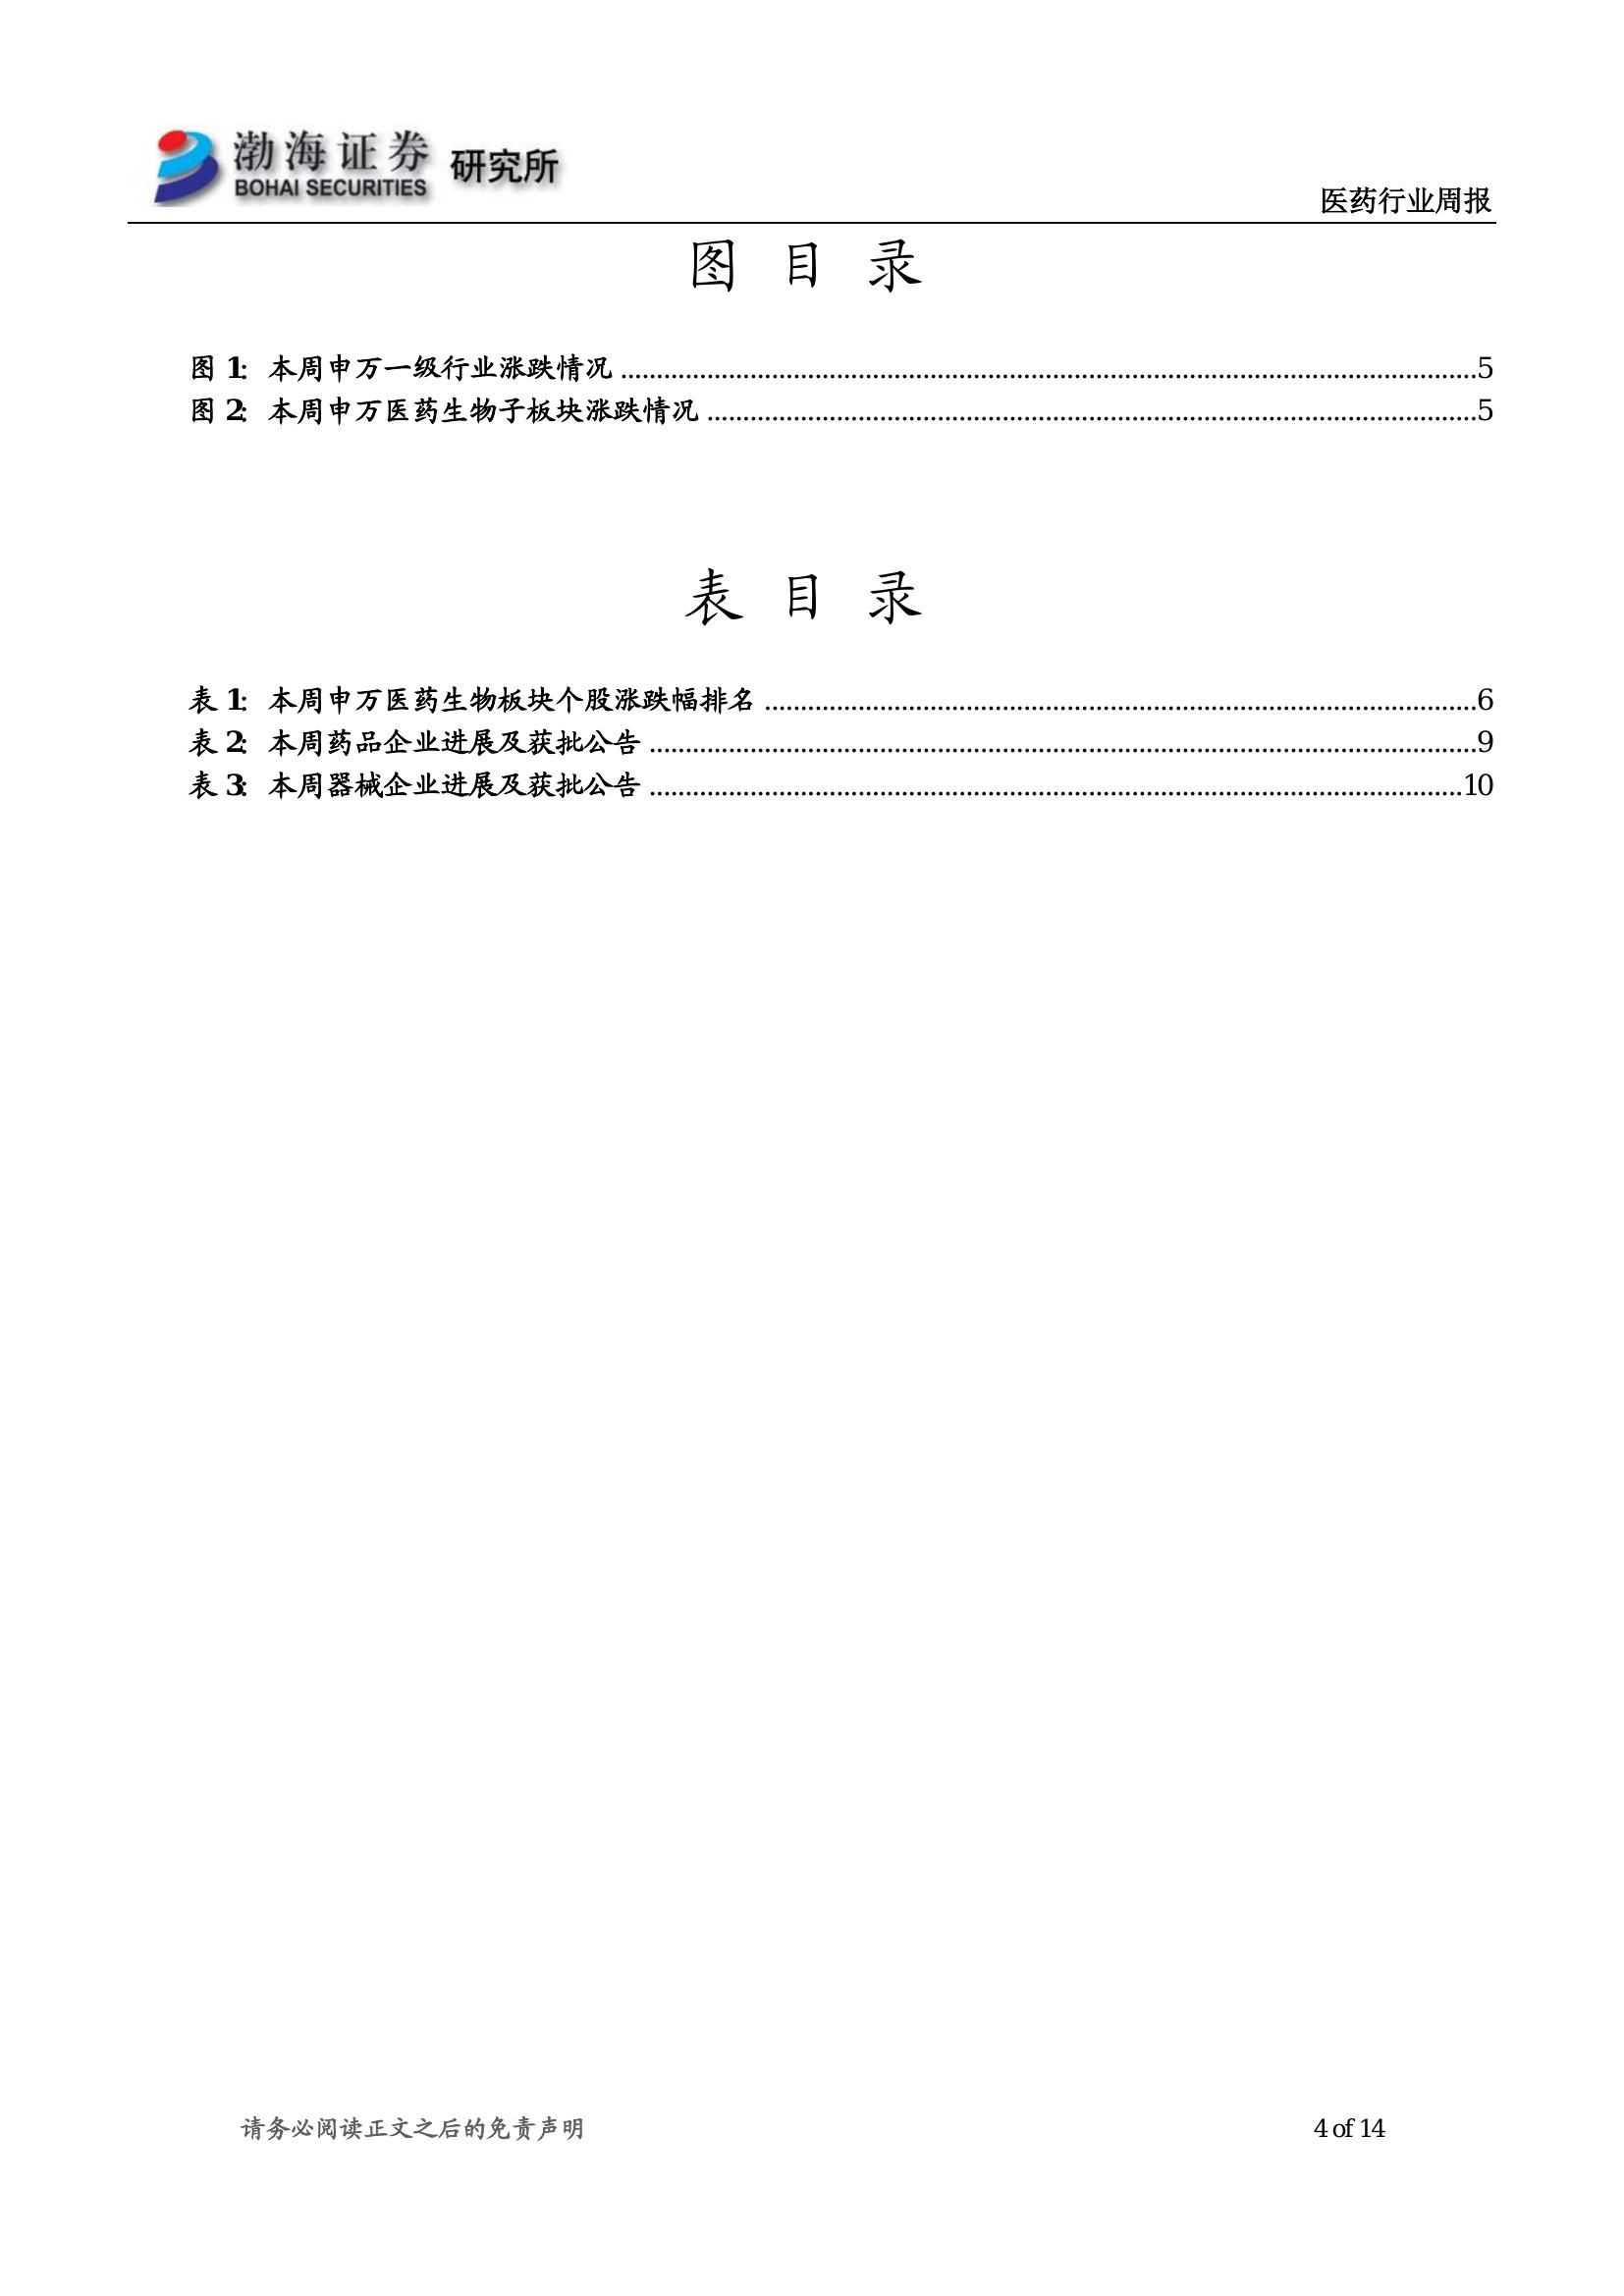 渤海证券 研究所
BOHAI SECURITIES
医药行业周报
图 目 录
图 1: 本周申万一级行业涨跌情况 ........................................ 5
图 2: 本周申万医药生物子板块涨跌情况 ........................................ 5
表 目 录
表 1: 本周申万医药生物板块个股涨跌幅排名 ........................................ 6
表 2: 本周药品企业进展及获批公告 ........................................ 9
表 3: 本周器械企业进展及获批公告 ........................................ 10
请务必阅读正文之后的免责声明 4 of 14